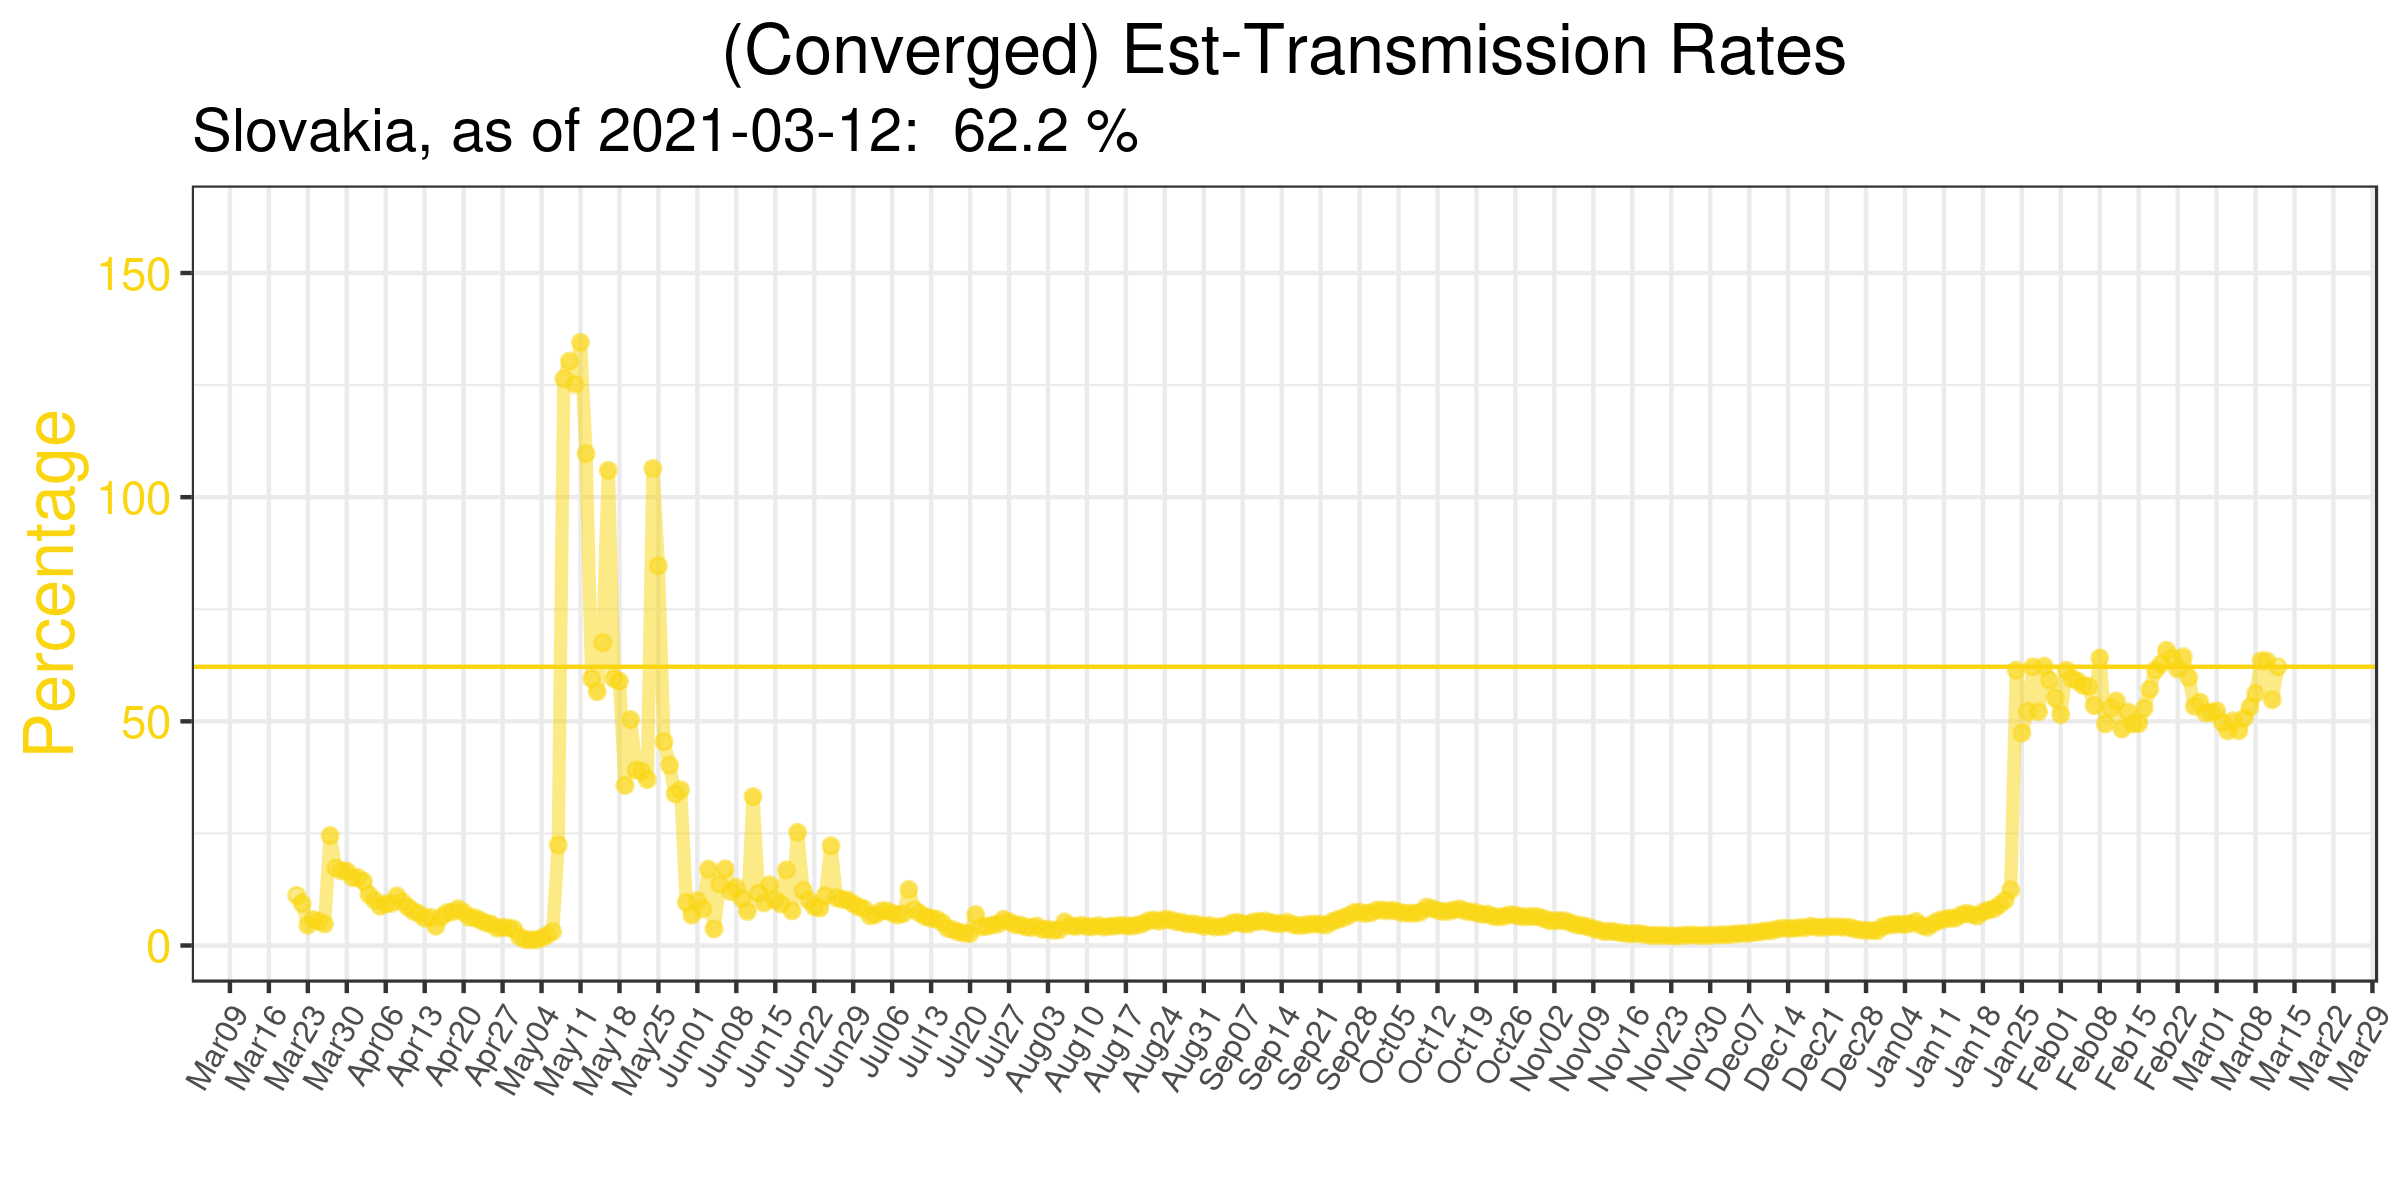 (Converged) Est-Transmission Rates
Slovakia, as of 2021-03-12:  62.2 %
Percentage
150
100
50
0
Mar09
Mar16
Mar23
Mar30
Apr06
Apr13
Apr20
Apr27
May04
May11
May18
May25
Jun01
Jun08
Jun15
Jun22
Jun29
Jul06
Jul13
Jul20
Jul27
Aug03
Aug10
Aug17
Aug24
Aug31
Sep07
Sep14
Sep21
Sep28
Oct05
Oct12
Oct19
Oct26
Nov02
Nov09
Nov16
Nov23
Nov30
Dec07
Dec14
Dec21
Dec28
Jan04
Jan11
Jan18
Jan25
Feb01
Feb08
Feb15
Feb22
Mar01
Mar08
Mar15
Mar22
Mar29